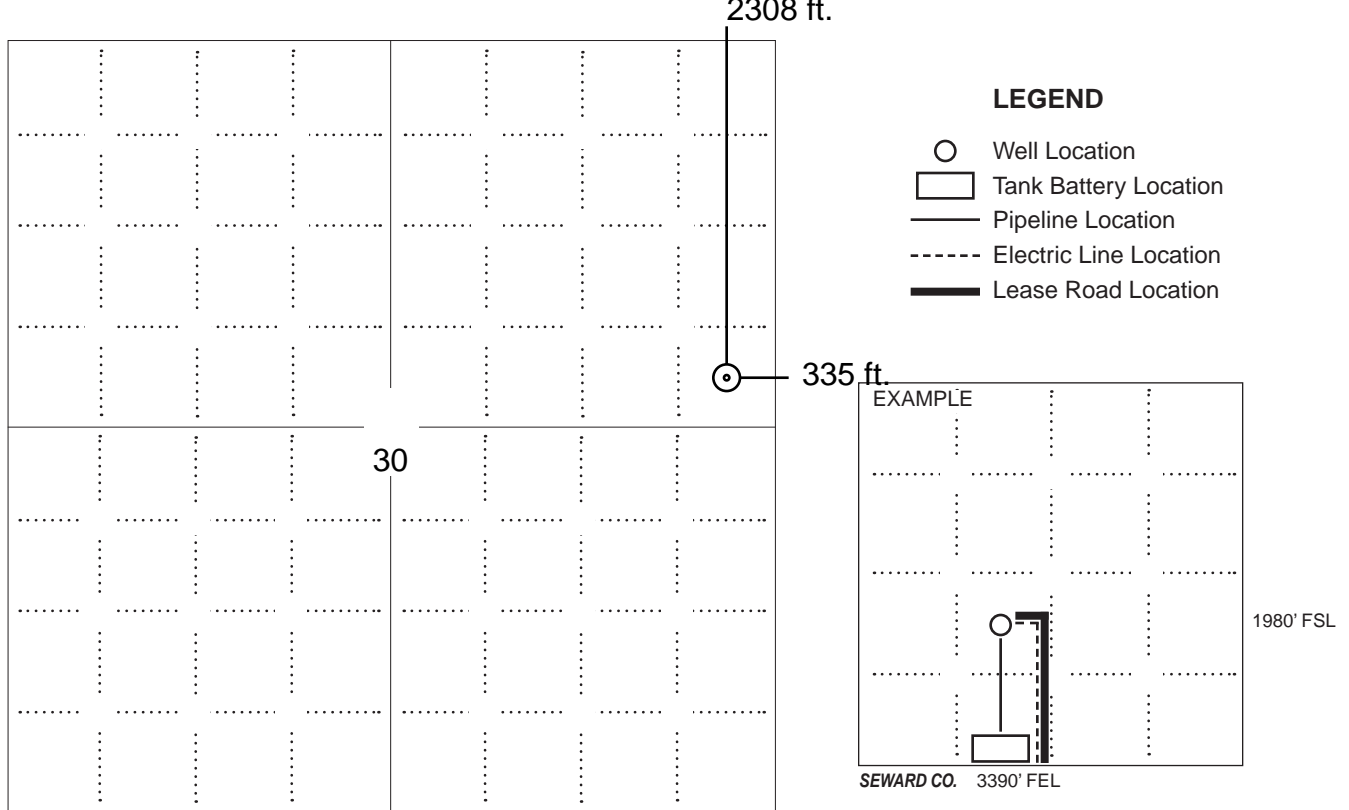 2308 ft.
LEGEND
Well Location
Tank Battery Location
Pipeline Location
Electric Line Location
Lease Road Location
335 ft.
EXAMPLE
30
1980’ FSL
SEWARD CO. 3390’ FEL